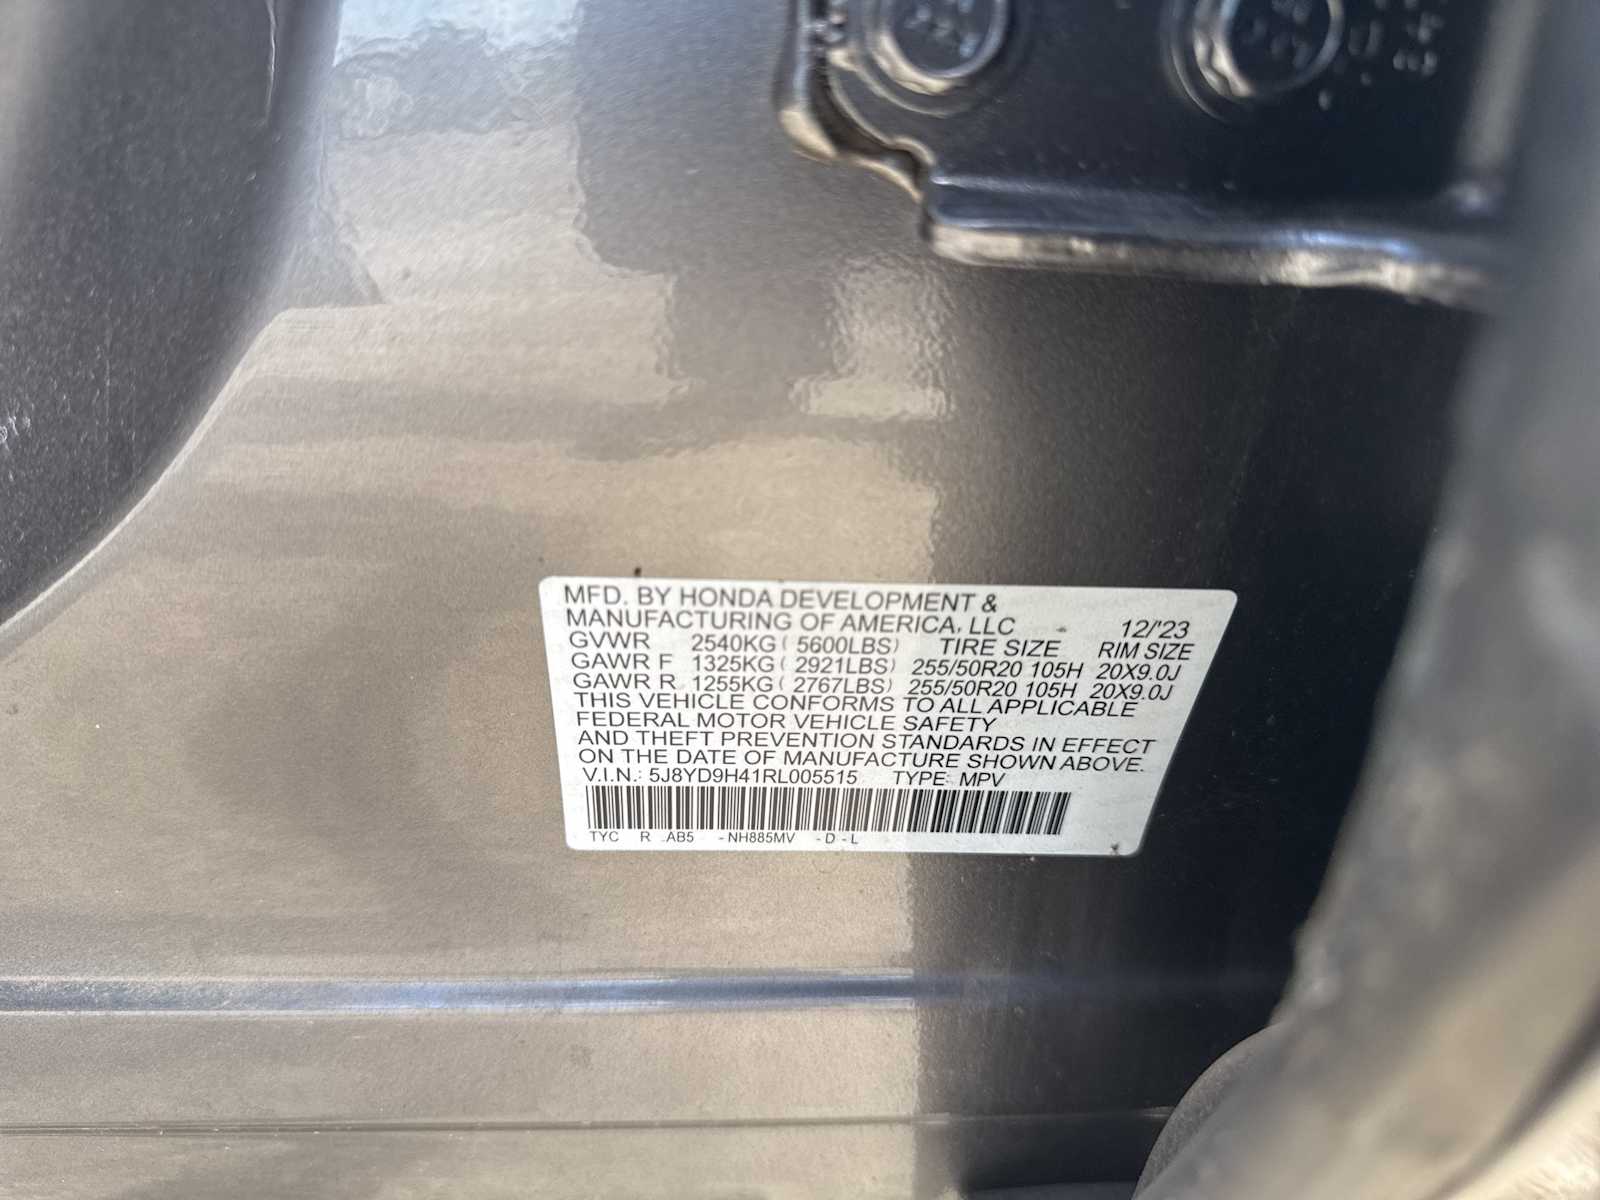 MFD. BY HONDA DEVELOPMENT &
MANUFACTURING OF AMERICA, LLC 12/'23
GVWR 2540KG ( 5600LBS) TIRE SIZE RIM SIZE
GAWR F 1325KG ( 2921LBS) 255/50R20 105H 20X9.0J
GAWR R 1255KG ( 2767LBS) 255/50R20 105H 20X9.0J
THIS VEHICLE CONFORMS TO ALL APPLICABLE
FEDERAL MOTOR VEHICLE SAFETY
AND THEFT PREVENTION STANDARDS IN EFFECT
ON THE DATE OF MANUFACTURE SHOWN ABOVE.
V.I.N.: 5J8YD9H41RL005515 TYPE: MPV
TYC R AB5 -NH885MV -D -L